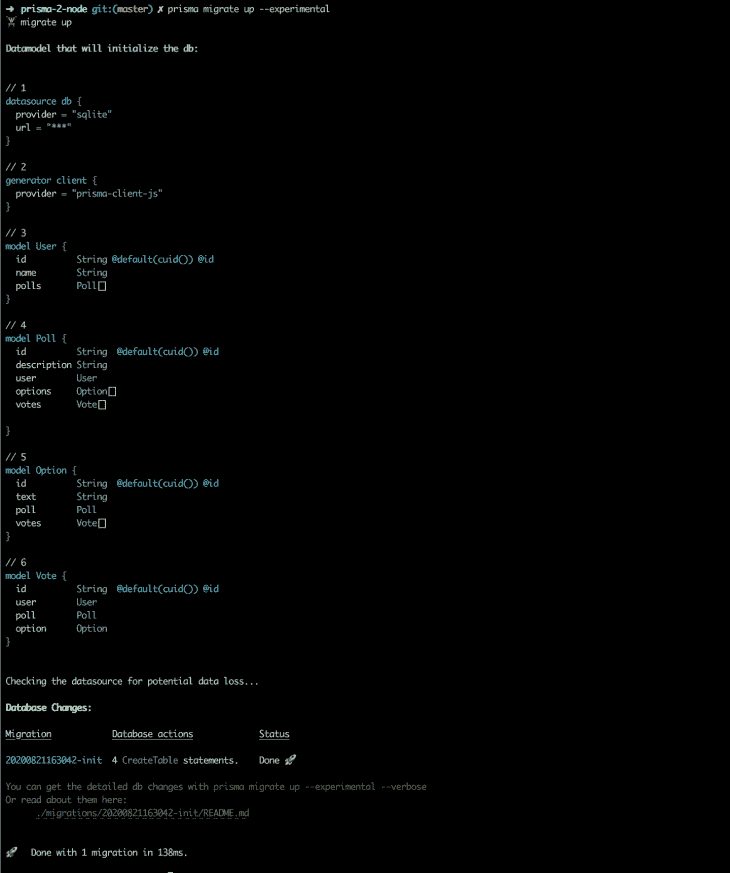 ➜ prisma-2-node git:(master) ✗ prisma migrate up --experimental
🏋️ migrate up
Datamodel that will initialize the db:
// 1
datasource db {
  provider = "sqlite"
  url = "***"
}
// 2
generator client {
  provider = "prisma-client-js"
}
// 3
model User {
  id          String @default(cuid()) @id
  name        String
  polls       Poll[]
}
// 4
model Poll {
  id          String  @default(cuid()) @id
  description String
  user        User
  options     Option[]
  votes       Vote[]
}
// 5
model Option {
  id          String  @default(cuid()) @id
  text        String
  poll        Poll
  votes       Vote[]
}
// 6
model Vote {
  id          String  @default(cuid()) @id
  user        User
  poll        Poll
  option      Option
}
Checking the datasource for potential data loss...
Database Changes:
Migration            Database actions             Status
20200821163042-init  4 CreateTable statements.    Done 🚀
You can get the detailed db changes with prisma migrate up --experimental --verbose
Or read about them here:
      ./migrations/20200821163042-init/README.md
🚀   Done with 1 migration in 138ms.